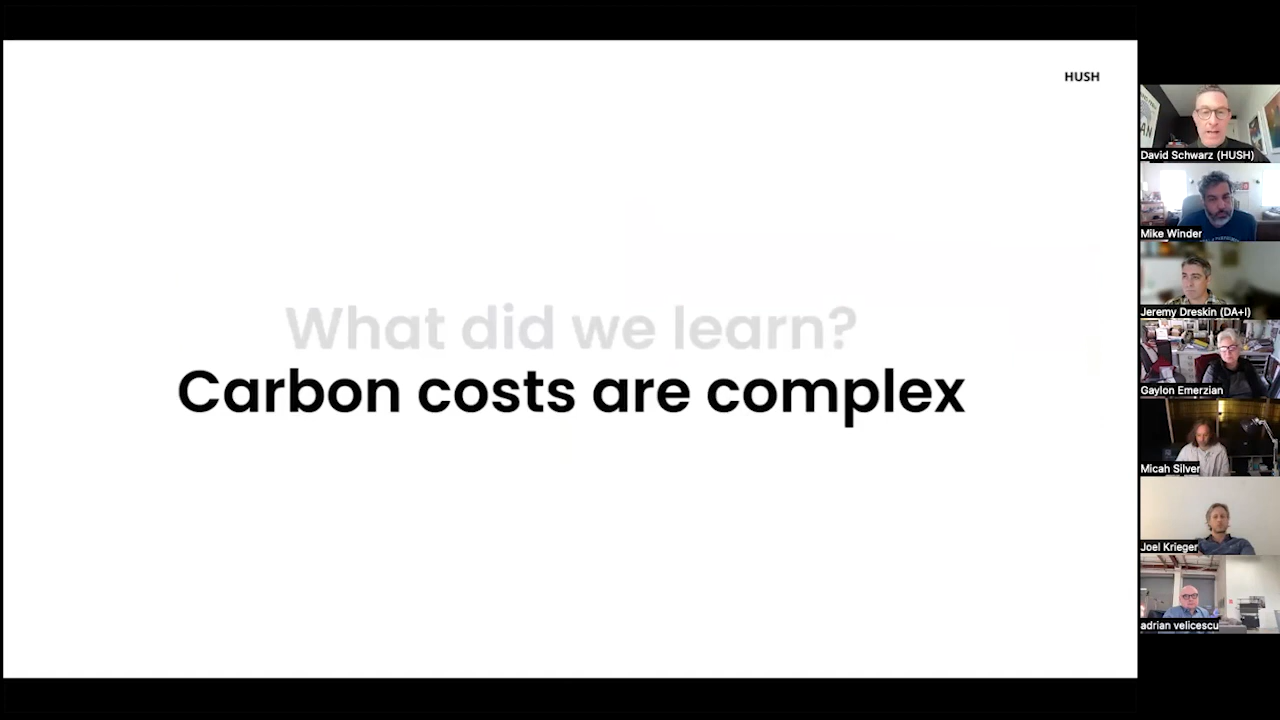 HUSH
What did we learn?
Carbon costs are complex
David Schwarz (HUSH)
Mike Winder
Jeremy Dreskin (DA+I)
Gaylon Emerzian
Micah Silver
Joel Krieger
adrian velicescu